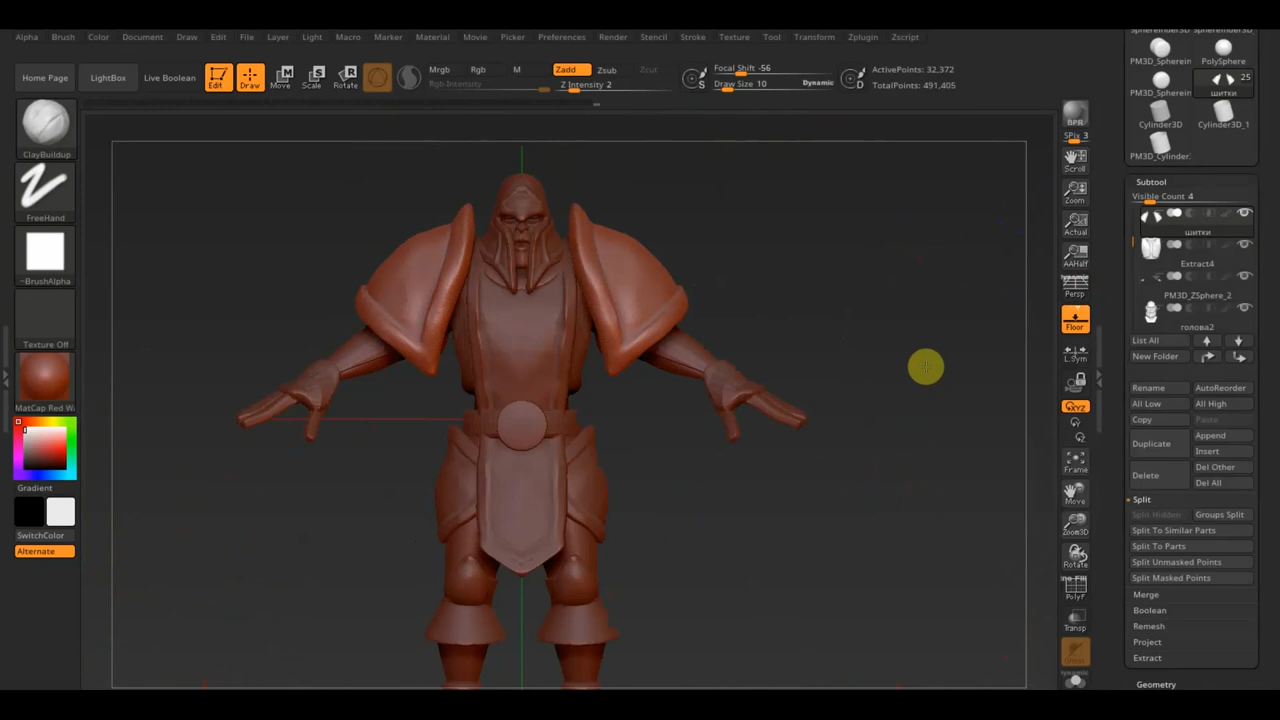 Alpha Brush Color Document Draw Edit File Layer Light Macro Marker Material Movie Picker Preferences Render Stencil Stroke Texture Tool Transform Zplugin Zscript
Home Page LightBox Live Boolean Edit Draw Move Scale Rotate
Mrgb Rgb M Zadd Zsub Zcut
Rgb Intensity Z Intensity 2
Focal Shift -56
Draw Size 10 Dynamic
ActivePoints: 32,372
TotalPoints: 491,405
ClayBuildup
FreeHand
~BrushAlpha
Texture Off
MatCap Red W
Gradient
SwitchColor
Alternate
BPR
SPix 3
Scroll
Zoom
Actual
AAHalf
Persp
Floor
L.Sym
XYZ
Frame
Move
Zoom3D
Rotate
PolyF
Transp
PM3D_Spherein PolySphere
25
PM3D_Spherein шитки
Cylinder3D Cylinder3D_1
PM3D_Cylinder
Subtool
Visible Count 4
шитки
Extract4
PM3D_ZSphere_2
голова2
List All
New Folder
Rename AutoReorder
All Low All High
Copy Paste
Duplicate Append
Insert
Delete Del Other
Del All
Split
Split Hidden Groups Split
Split To Similar Parts
Split To Parts
Split Unmasked Points
Split Masked Points
Merge
Boolean
Remesh
Project
Extract
Geometry